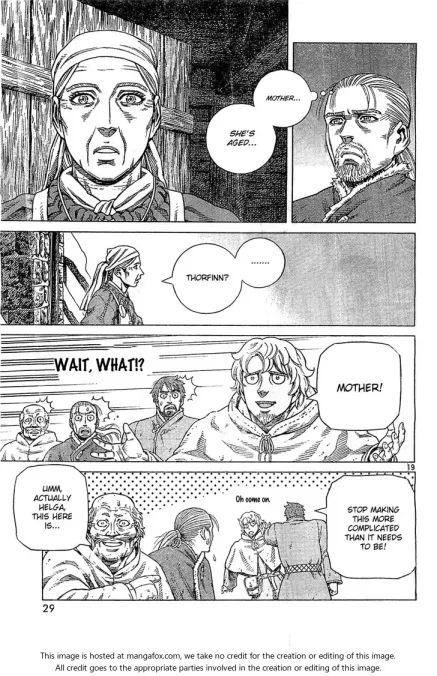 MOTHER...
SHE'S
AGED...
.......
THORFINN?
WAIT, WHAT!?
MOTHER!
19
UMM,
ACTUALLY
HELGA,
THIS HERE
IS...
Oh come on.
STOP MAKING
THIS MORE
COMPLICATED
THAN IT NEEDS
TO BE!
29
This image is hosted at mangafox.com, we take no credit for the creation or editing of this image.
All credit goes to the appropriate parties involved in the creation or editing of this image.